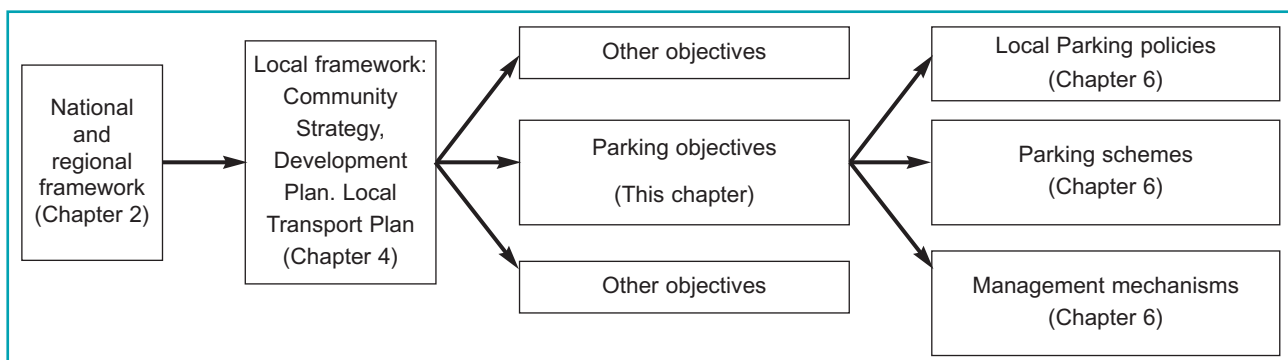 National
and
regional
framework
(Chapter 2)
Local framework:
Community
Strategy,
Development
Plan. Local
Transport Plan
(Chapter 4)
Other objectives
Parking objectives
(This chapter)
Other objectives
Local Parking policies
(Chapter 6)
Parking schemes
(Chapter 6)
Management mechanisms
(Chapter 6)